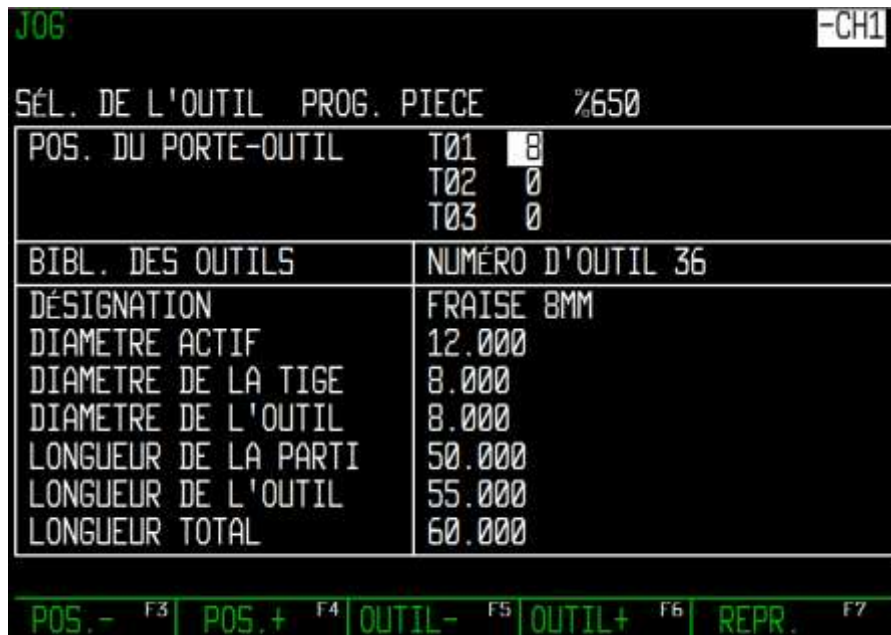 JOG -CH1
SÉL. DE L'OUTIL PROG. PIECE %650
POS. DU PORTE-OUTIL T01 8
T02 0
T03 0
BIBL. DES OUTILS NUMÉRO D'OUTIL 36
DÉSIGNATION FRAISE 8MM
DIAMETRE ACTIF 12.000
DIAMETRE DE LA TIGE 8.000
DIAMETRE DE L'OUTIL 8.000
LONGUEUR DE LA PARTI 50.000
LONGUEUR DE L'OUTIL 55.000
LONGUEUR TOTAL 60.000
POS.- F3 POS.+ F4 OUTIL- F5 OUTIL+ F6 REPR. F7